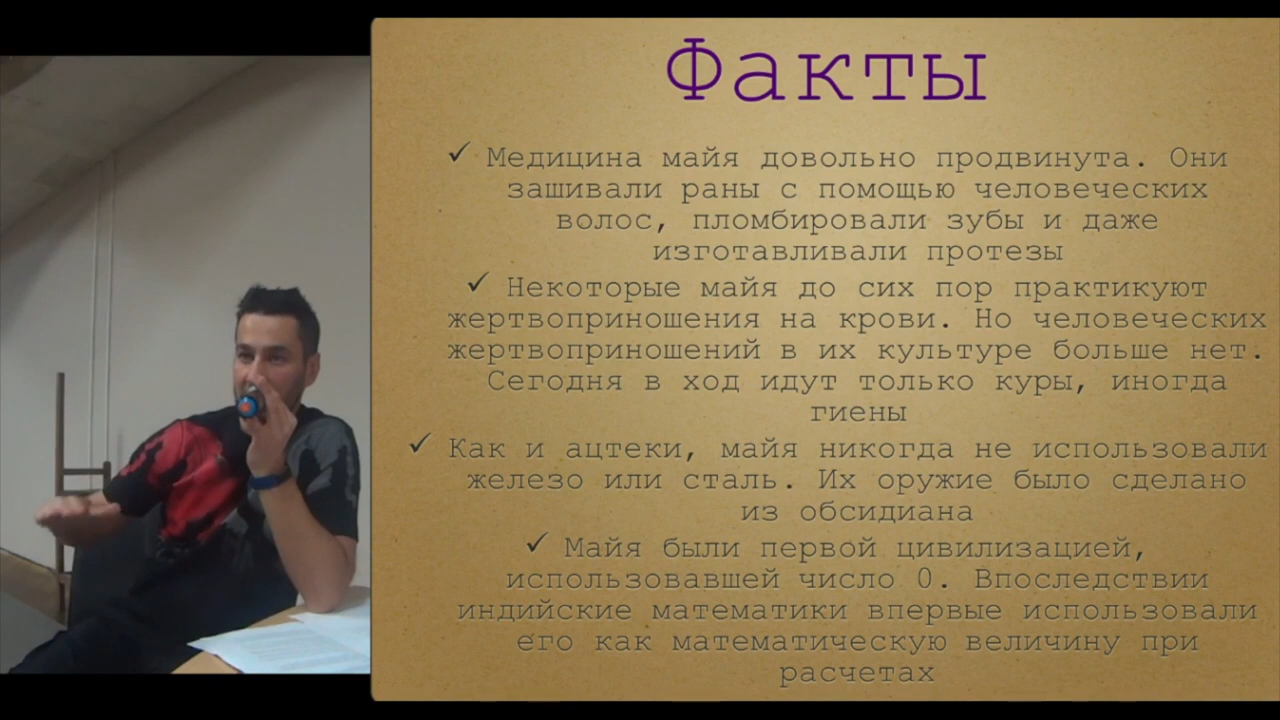 Факты
✓ Медицина майя довольно продвинута. Они
зашивали раны с помощью человеческих
волос, пломбировали зубы и даже
изготавливали протезы
✓ Некоторые майя до сих пор практикуют
жертвоприношения на крови. Но человеческих
жертвоприношений в их культуре больше нет.
Сегодня в ход идут только куры, иногда
гиены
✓ Как и ацтеки, майя никогда не использовали
железо или сталь. Их оружие было сделано
из обсидиана
✓ Майя были первой цивилизацией,
использовавшей число 0. Впоследствии
индийские математики впервые использовали
его как математическую величину при
расчетах